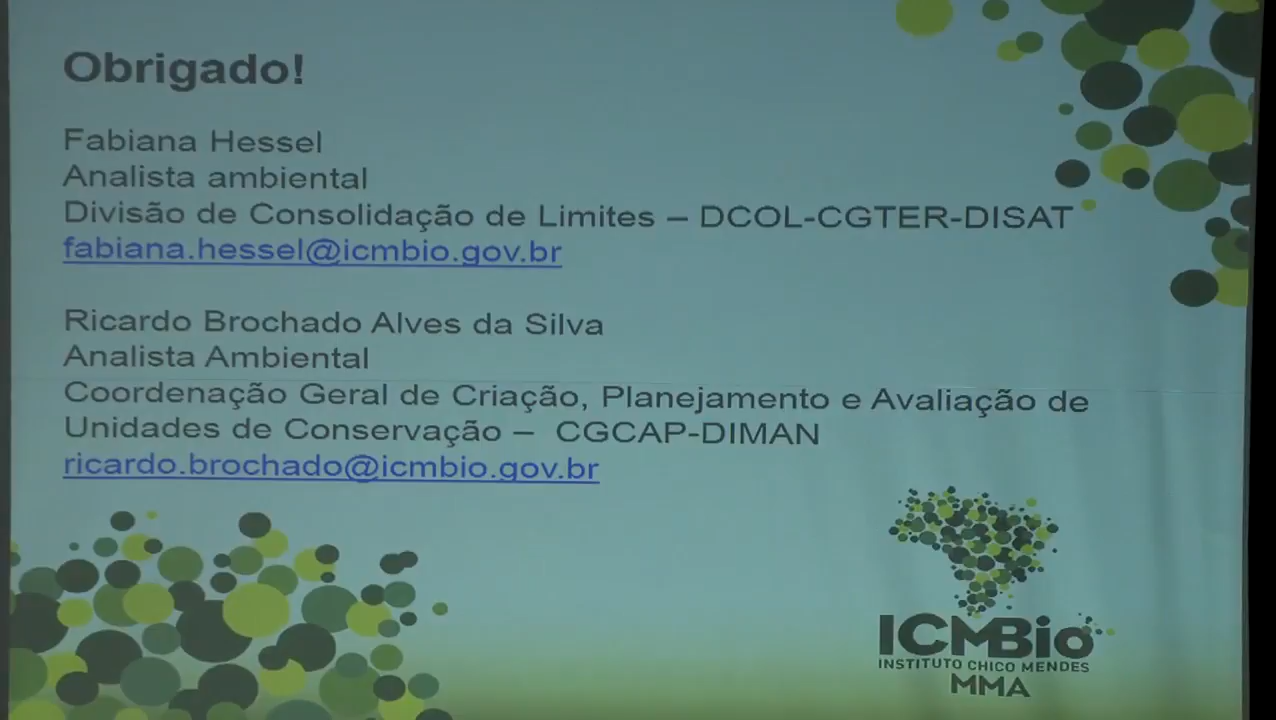 Obrigado!
Fabiana Hessel
Analista ambiental
Divisão de Consolidação de Limites – DCOL-CGTER-DISAT
fabiana.hessel@icmbio.gov.br
Ricardo Brochado Alves da Silva
Analista Ambiental
Coordenação Geral de Criação, Planejamento e Avaliação de
Unidades de Conservação – CGCAP-DIMAN
ricardo.brochado@icmbio.gov.br
ICMBio
INSTITUTO CHICO MENDES
MMA